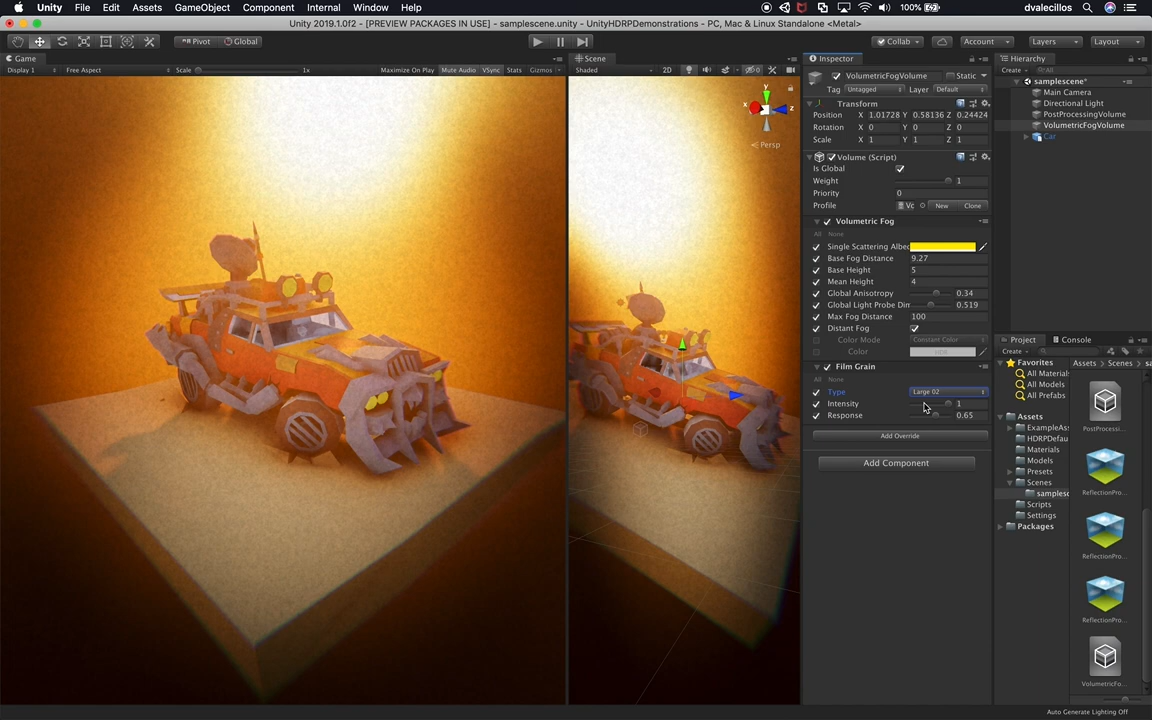 Unity File Edit Assets GameObject Component Window Help 100% dvalecillos
Unity 2019.1.0f2 - [PREVIEW PACKAGES IN USE] - samplescene.unity - UnityHDRPDemonstrations - PC, Mac & Linux Standalone <Metal>
Pivot Global Collab Account Layers Layout
Game Scene Inspector Hierarchy
Display 1 Free Aspect Scale 1x Maximize On Play Mute Audio VSync Stats Gizmos Shaded 2D
Create All
VolumetricFogVolume Static
Tag Untagged Layer Default
samplescene*
Main Camera
Directional Light
PostProcessingVolume
VolumetricFogVolume
Car
y
x
z
Persp
Transform
Position X 1.01728 Y 0.58136 Z 0.24424
Rotation X 0 Y 0 Z 0
Scale X 1 Y 1 Z 1
Volume (Script)
Is Global
Weight 1
Priority 0
Profile Vo New Clone
Volumetric Fog
All None
Single Scattering Albec
Base Fog Distance 9.27
Base Height 5
Mean Height 4
Global Anisotropy 0.34
Global Light Probe Dim 0.519
Max Fog Distance 100
Distant Fog
Color Mode Constant Color
Color HDR
Film Grain
All None
Type Large 02
Intensity 1
Response 0.65
Add Override
Add Component
Project Console
Create
Favorites
All Materials
All Models
All Prefabs
Assets
ExampleAss
HDRPDefau
Materials
Models
Presets
Scenes
samplesc
Scripts
Settings
Packages
Assets Scenes sa
PostProcessi...
ReflectionPro...
ReflectionPro...
ReflectionPro...
VolumetricFo...
Auto Generate Lighting Off